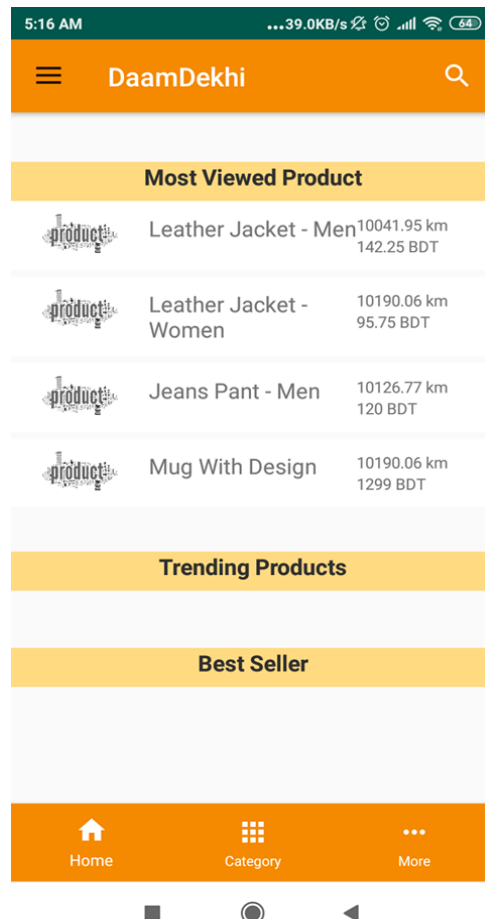 5:16 AM ...39.0KB/s 64
DaamDekhi
Most Viewed Product
product
Leather Jacket - Men
10041.95 km
142.25 BDT
product
Leather Jacket -
Women
10190.06 km
95.75 BDT
product
Jeans Pant - Men
10126.77 km
120 BDT
product
Mug With Design
10190.06 km
1299 BDT
Trending Products
Best Seller
Home Category More